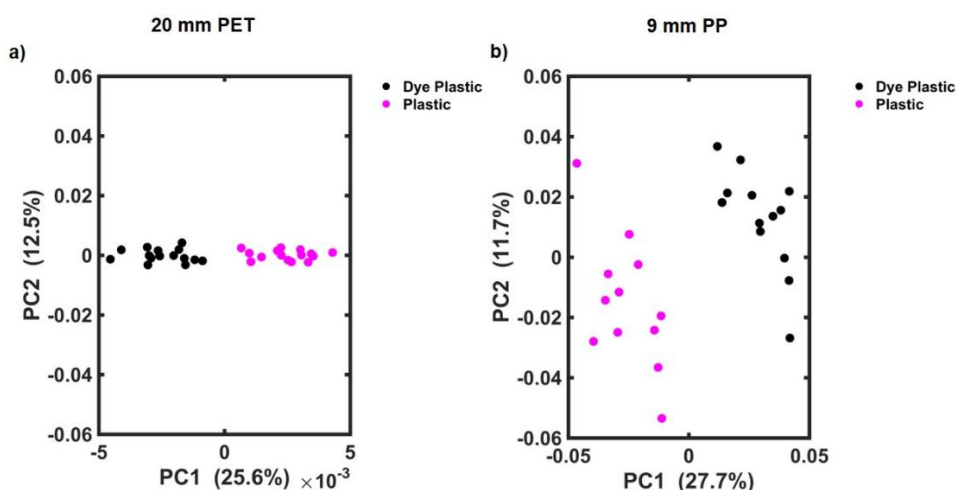 20 mm PET
a)
0.06
0.04
0.02
0
-0.02
-0.04
-0.06
PC2 (12.5%)
-5
0
5
PC1 (25.6%) ×10-3
Dye Plastic
Plastic
9 mm PP
b)
0.06
0.04
0.02
0
-0.02
-0.04
-0.06
PC2 (11.7%)
-0.05
0
0.05
PC1 (27.7%)
Dye Plastic
Plastic